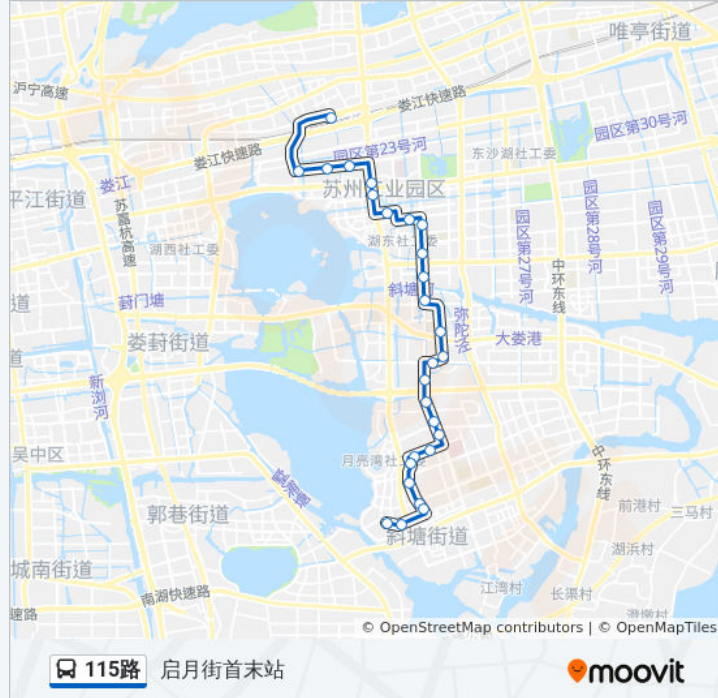 唯亭街道
沪宁高速
娄江快速路
园区第30号河
园区第23号河
娄江快速路
东沙湖社工委
娄江
平江街道
苏州工业园区
苏嘉杭高速
湖西社工委
湖东社工委
园区第27号河
园区第28号河
园区第29号河
中环东线
道
葑门塘
斜塘
弥陀泾
大娄港
娄葑街道
道
新浏河
吴中区
月亮湾社工委
中环东线
前港村
三马村
郭巷街道
斜塘街道
湖浜村
城南街道
南湖快速路
江湾村
长渠村
澄墩村
速路
© OpenStreetMap contributors | © OpenMapTiles
115路
启月街首末站
moovit